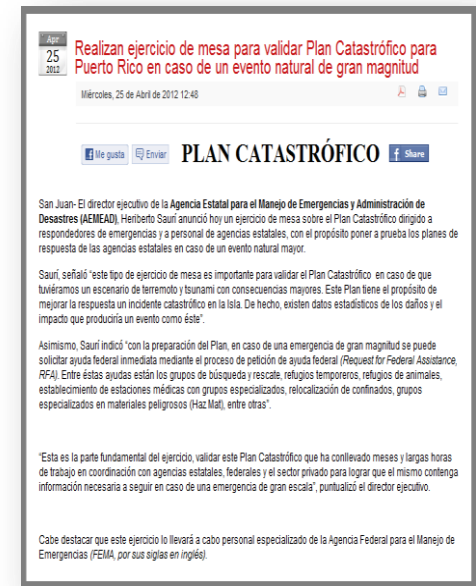 Apr
25
2012
Realizan ejercicio de mesa para validar Plan Catastrófico para
Puerto Rico en caso de un evento natural de gran magnitud
Miércoles, 25 de Abril de 2012 12:48
Me gusta Enviar PLAN CATASTRÓFICO Share
San Juan- El director ejecutivo de la Agencia Estatal para el Manejo de Emergencias y Administración de
Desastres (AEMEAD), Heriberto Saurí anunció hoy un ejercicio de mesa sobre el Plan Catastrófico dirigido a
respondedores de emergencias y a personal de agencias estatales, con el propósito poner a prueba los planes de
respuesta de las agencias estatales en caso de un evento natural mayor.
Saurí, señaló “este tipo de ejercicio de mesa es importante para validar el Plan Catastrófico en caso de que
tuviéramos un escenario de terremoto y tsunami con consecuencias mayores. Este Plan tiene el propósito de
mejorar la respuesta un incidente catastrófico en la Isla. De hecho, existen datos estadísticos de los daños y el
impacto que produciría un evento como éste”.
Asimismo, Saurí indicó “con la preparación del Plan, en caso de una emergencia de gran magnitud se puede
solicitar ayuda federal inmediata mediante el proceso de petición de ayuda federal (Request for Federal Assistance,
RFA). Entre éstas ayudas están los grupos de búsqueda y rescate, refugios temporeros, refugios de animales,
establecimiento de estaciones médicas con grupos especializados, relocalización de confinados, grupos
especializados en materiales peligrosos (Haz Mat), entre otras”.
“Esta es la parte fundamental del ejercicio, validar este Plan Catastrófico que ha conllevado meses y largas horas
de trabajo en coordinación con agencias estatales, federales y el sector privado para lograr que el mismo contenga
información necesaria a seguir en caso de una emergencia de gran escala”, puntualizó el director ejecutivo.
Cabe destacar que este ejercicio lo llevará a cabo personal especializado de la Agencia Federal para el Manejo de
Emergencias (FEMA, por sus siglas en inglés).